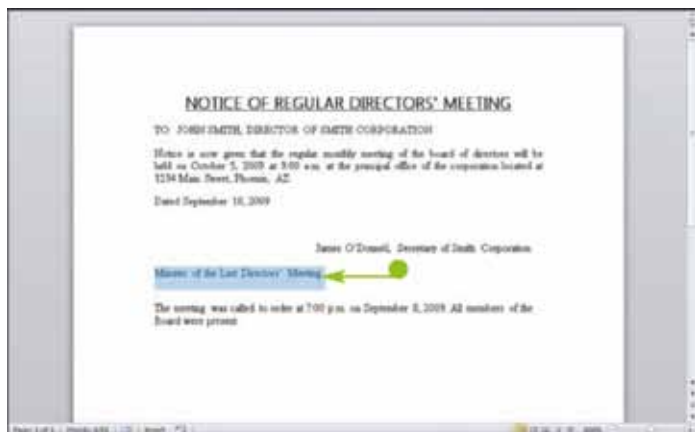 NOTICE OF REGULAR DIRECTORS' MEETING
TO JOHN SMITH, DIRECTOR OF SMITH CORPORATION
Notice is now given that the regular monthly meeting of the board of directors will be
held on October 5, 2009 at 9:00 a.m. at the principal office of the corporation located at
1234 Main Street, Phoenix, AZ.
Dated September 10, 2009
James O'Donnell, Secretary of Smith Corporation
Minutes of the Last Directors' Meeting
The meeting was called to order at 7:00 p.m. on September 8, 2009. All members of the
Board were present